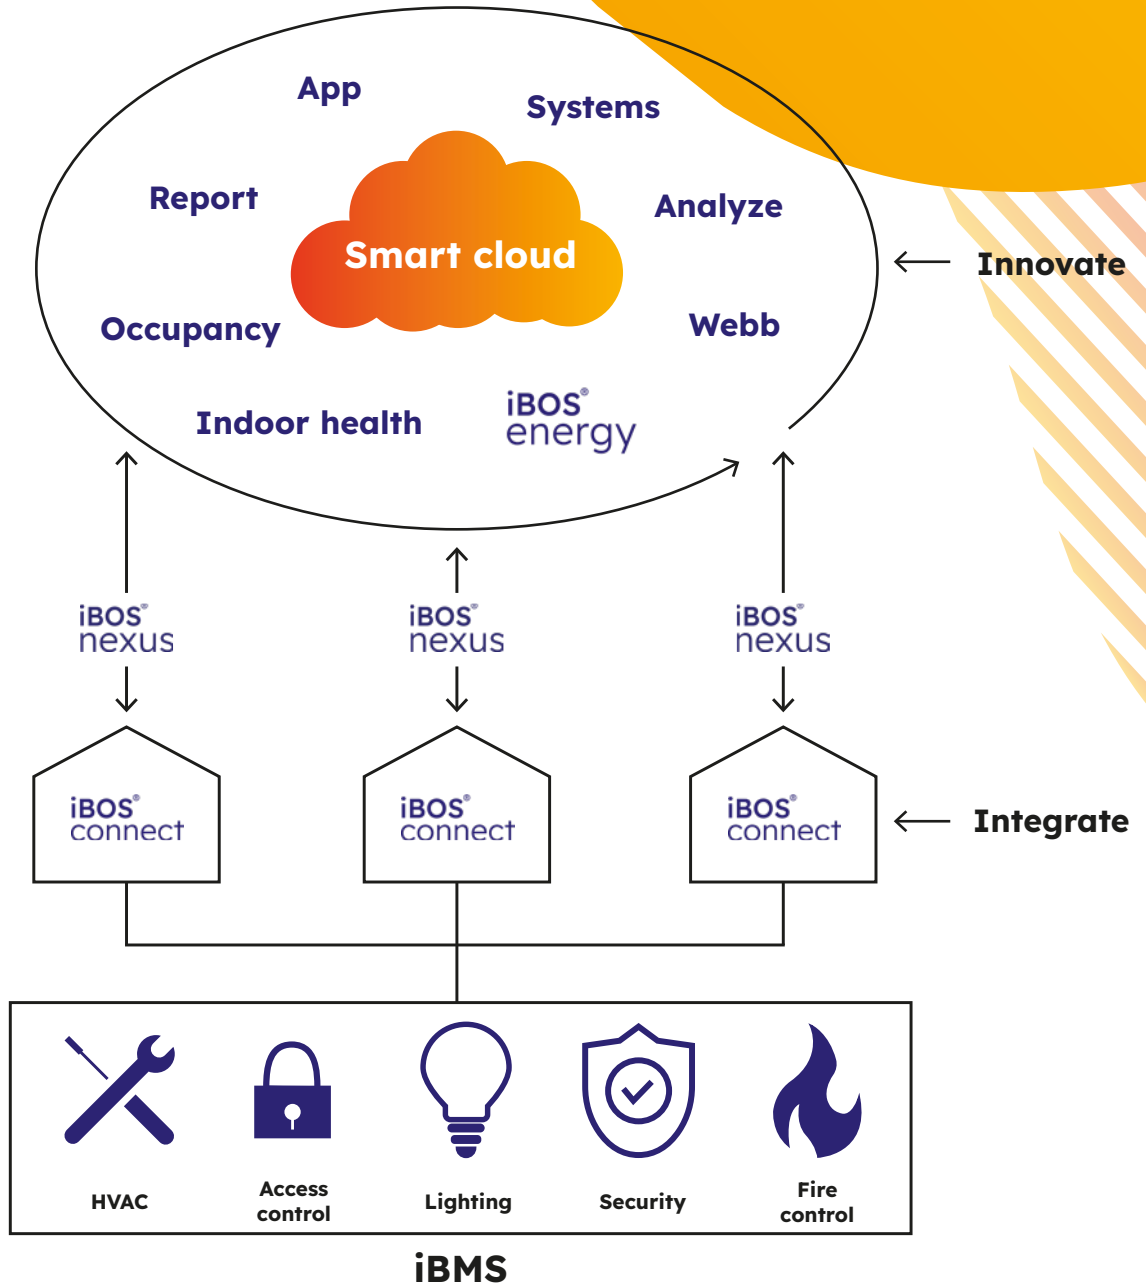 App
Systems
Report
Analyze
Smart cloud
Innovate
Occupancy
Webb
Indoor health
iBOS®
energy
iBOS®
nexus
iBOS®
nexus
iBOS®
nexus
iBOS®
connect
iBOS®
connect
iBOS®
connect
Integrate
HVAC
Access
control
Lighting
Security
Fire
control
iBMS